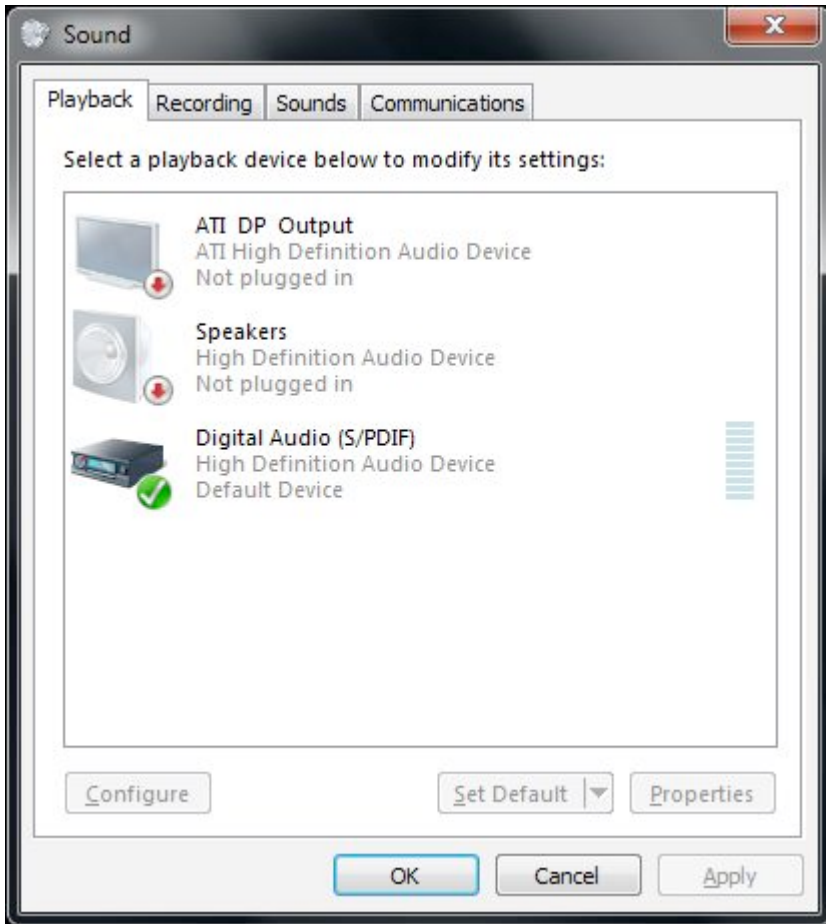 Sound
Playback Recording Sounds Communications
Select a playback device below to modify its settings:
ATI DP Output
ATI High Definition Audio Device
Not plugged in
Speakers
High Definition Audio Device
Not plugged in
Digital Audio (S/PDIF)
High Definition Audio Device
Default Device
Configure Set Default Properties
OK Cancel Apply